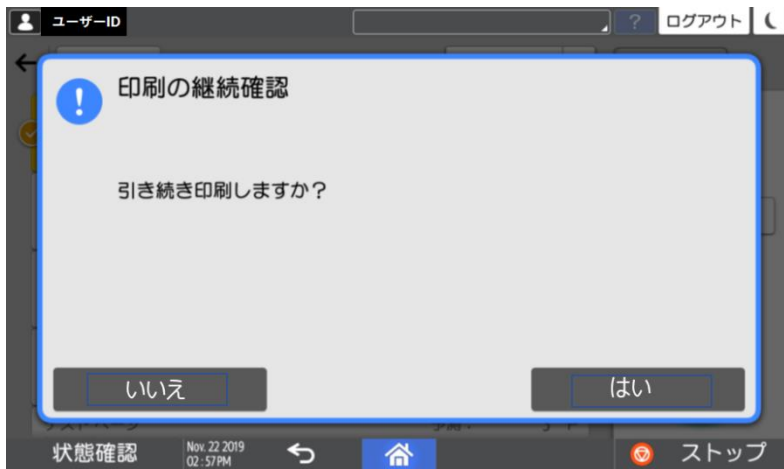 ユーザーID
?
ログアウト
!
印刷の継続確認
引き続き印刷しますか?
いいえ
はい
状態確認
Nov. 22 2019
02:57PM
ストップ